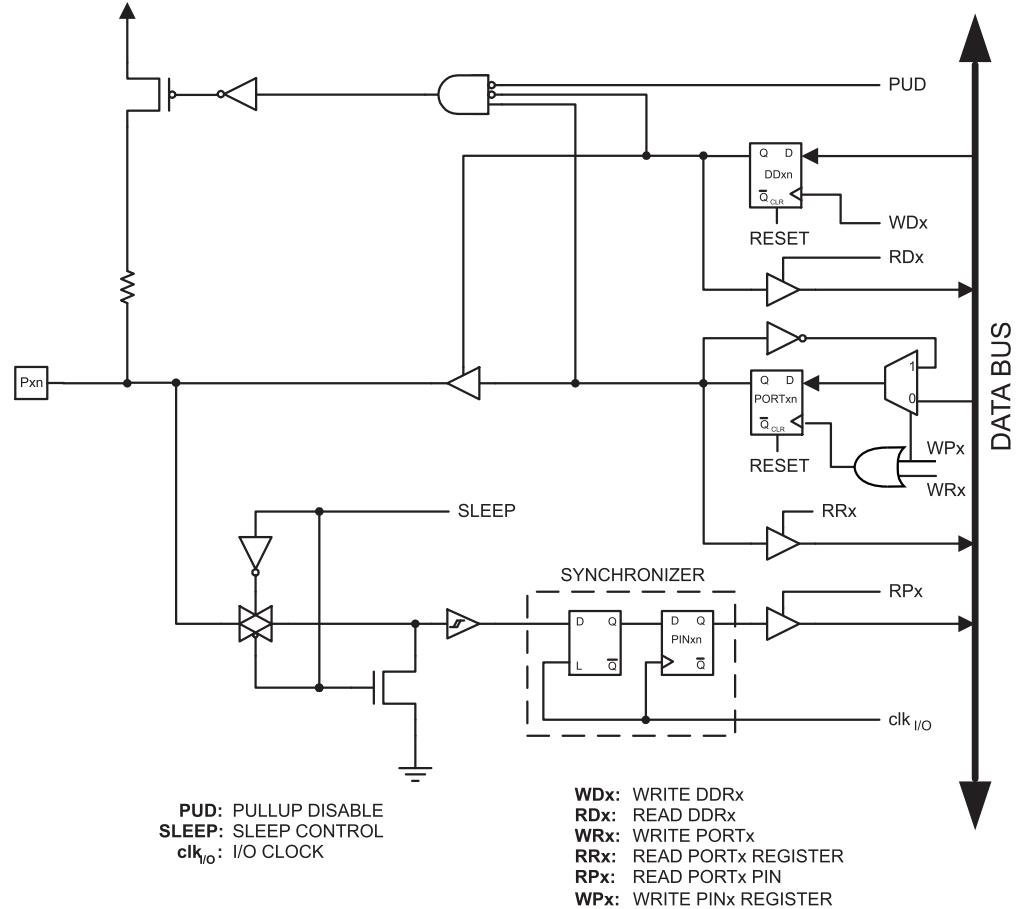 PUD
Q D
DDxn
Q CLR
WDx
RESET
RDx
1
Pxn
Q D
0
PORTxn
Q CLR
DATA BUS
RESET
WPx
WRx
SLEEP
RRx
SYNCHRONIZER
RPx
D Q
D Q
PINxn
L Q
Q
clk I/O
PUD: PULLUP DISABLE
SLEEP: SLEEP CONTROL
clkI/O: I/O CLOCK
WDx: WRITE DDRx
RDx: READ DDRx
WRx: WRITE PORTx
RRx: READ PORTx REGISTER
RPx: READ PORTx PIN
WPx: WRITE PINx REGISTER